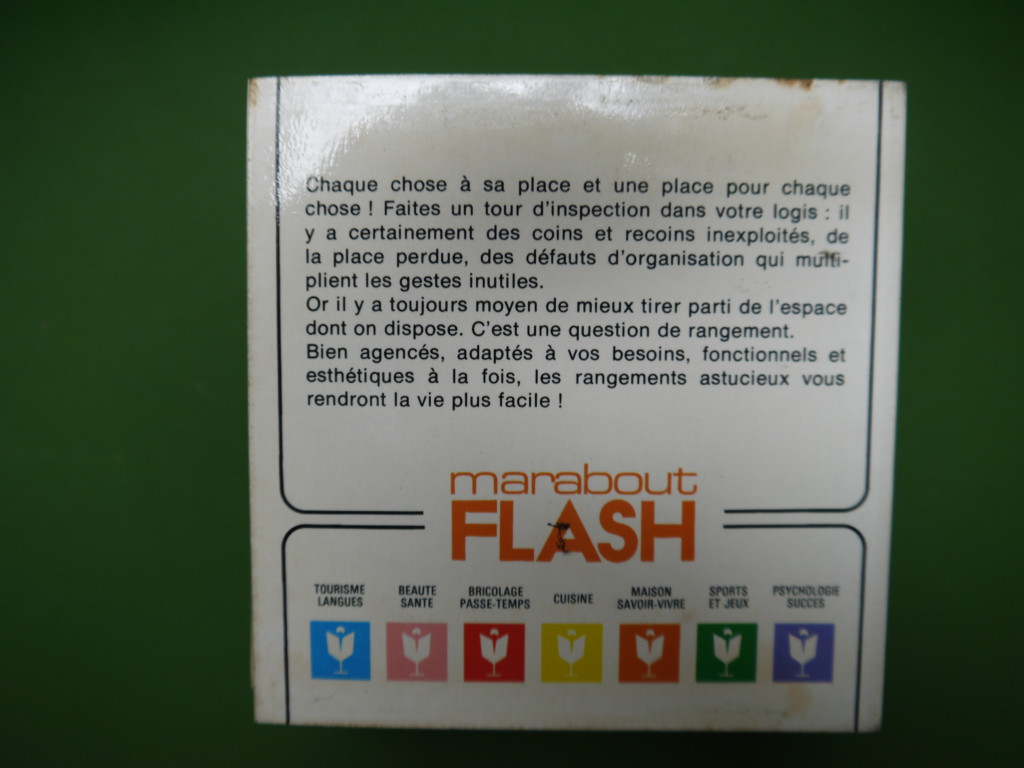 Chaque chose à sa place et une place pour chaque
chose ! Faites un tour d'inspection dans votre logis : il
y a certainement des coins et recoins inexploités, de
la place perdue, des défauts d'organisation qui multi-
plient les gestes inutiles.
Or il y a toujours moyen de mieux tirer parti de l'espace
dont on dispose. C'est une question de rangement.
Bien agencés, adaptés à vos besoins, fonctionnels et
esthétiques à la fois, les rangements astucieux vous
rendront la vie plus facile !
marabout
FLASH
TOURISME
LANGUES
BEAUTE
SANTE
BRICOLAGE
PASSE-TEMPS
CUISINE
MAISON
SAVOIR-VIVRE
SPORTS
ET JEUX
PSYCHOLOGIE
SUCCES